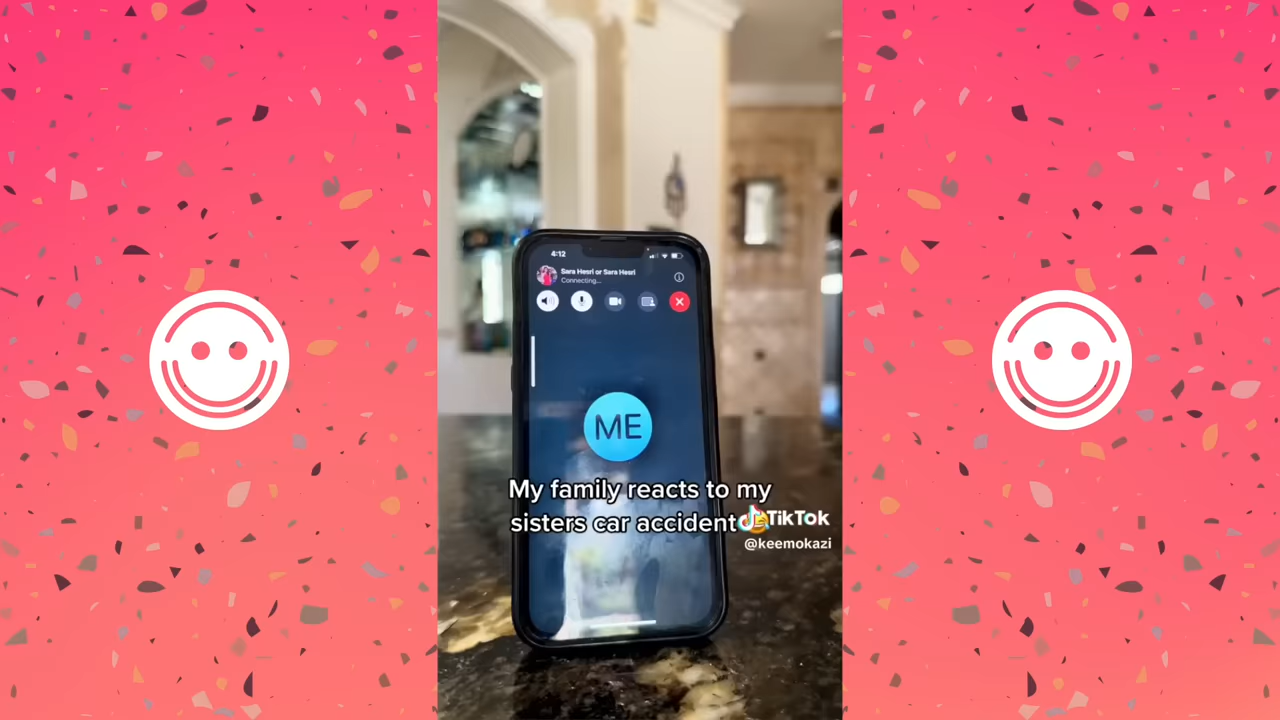 4:12
Sara Hesri or Sara Hesri
Connecting...
ME
My family reacts to my
sisters car accident
TikTok
@keemokazi